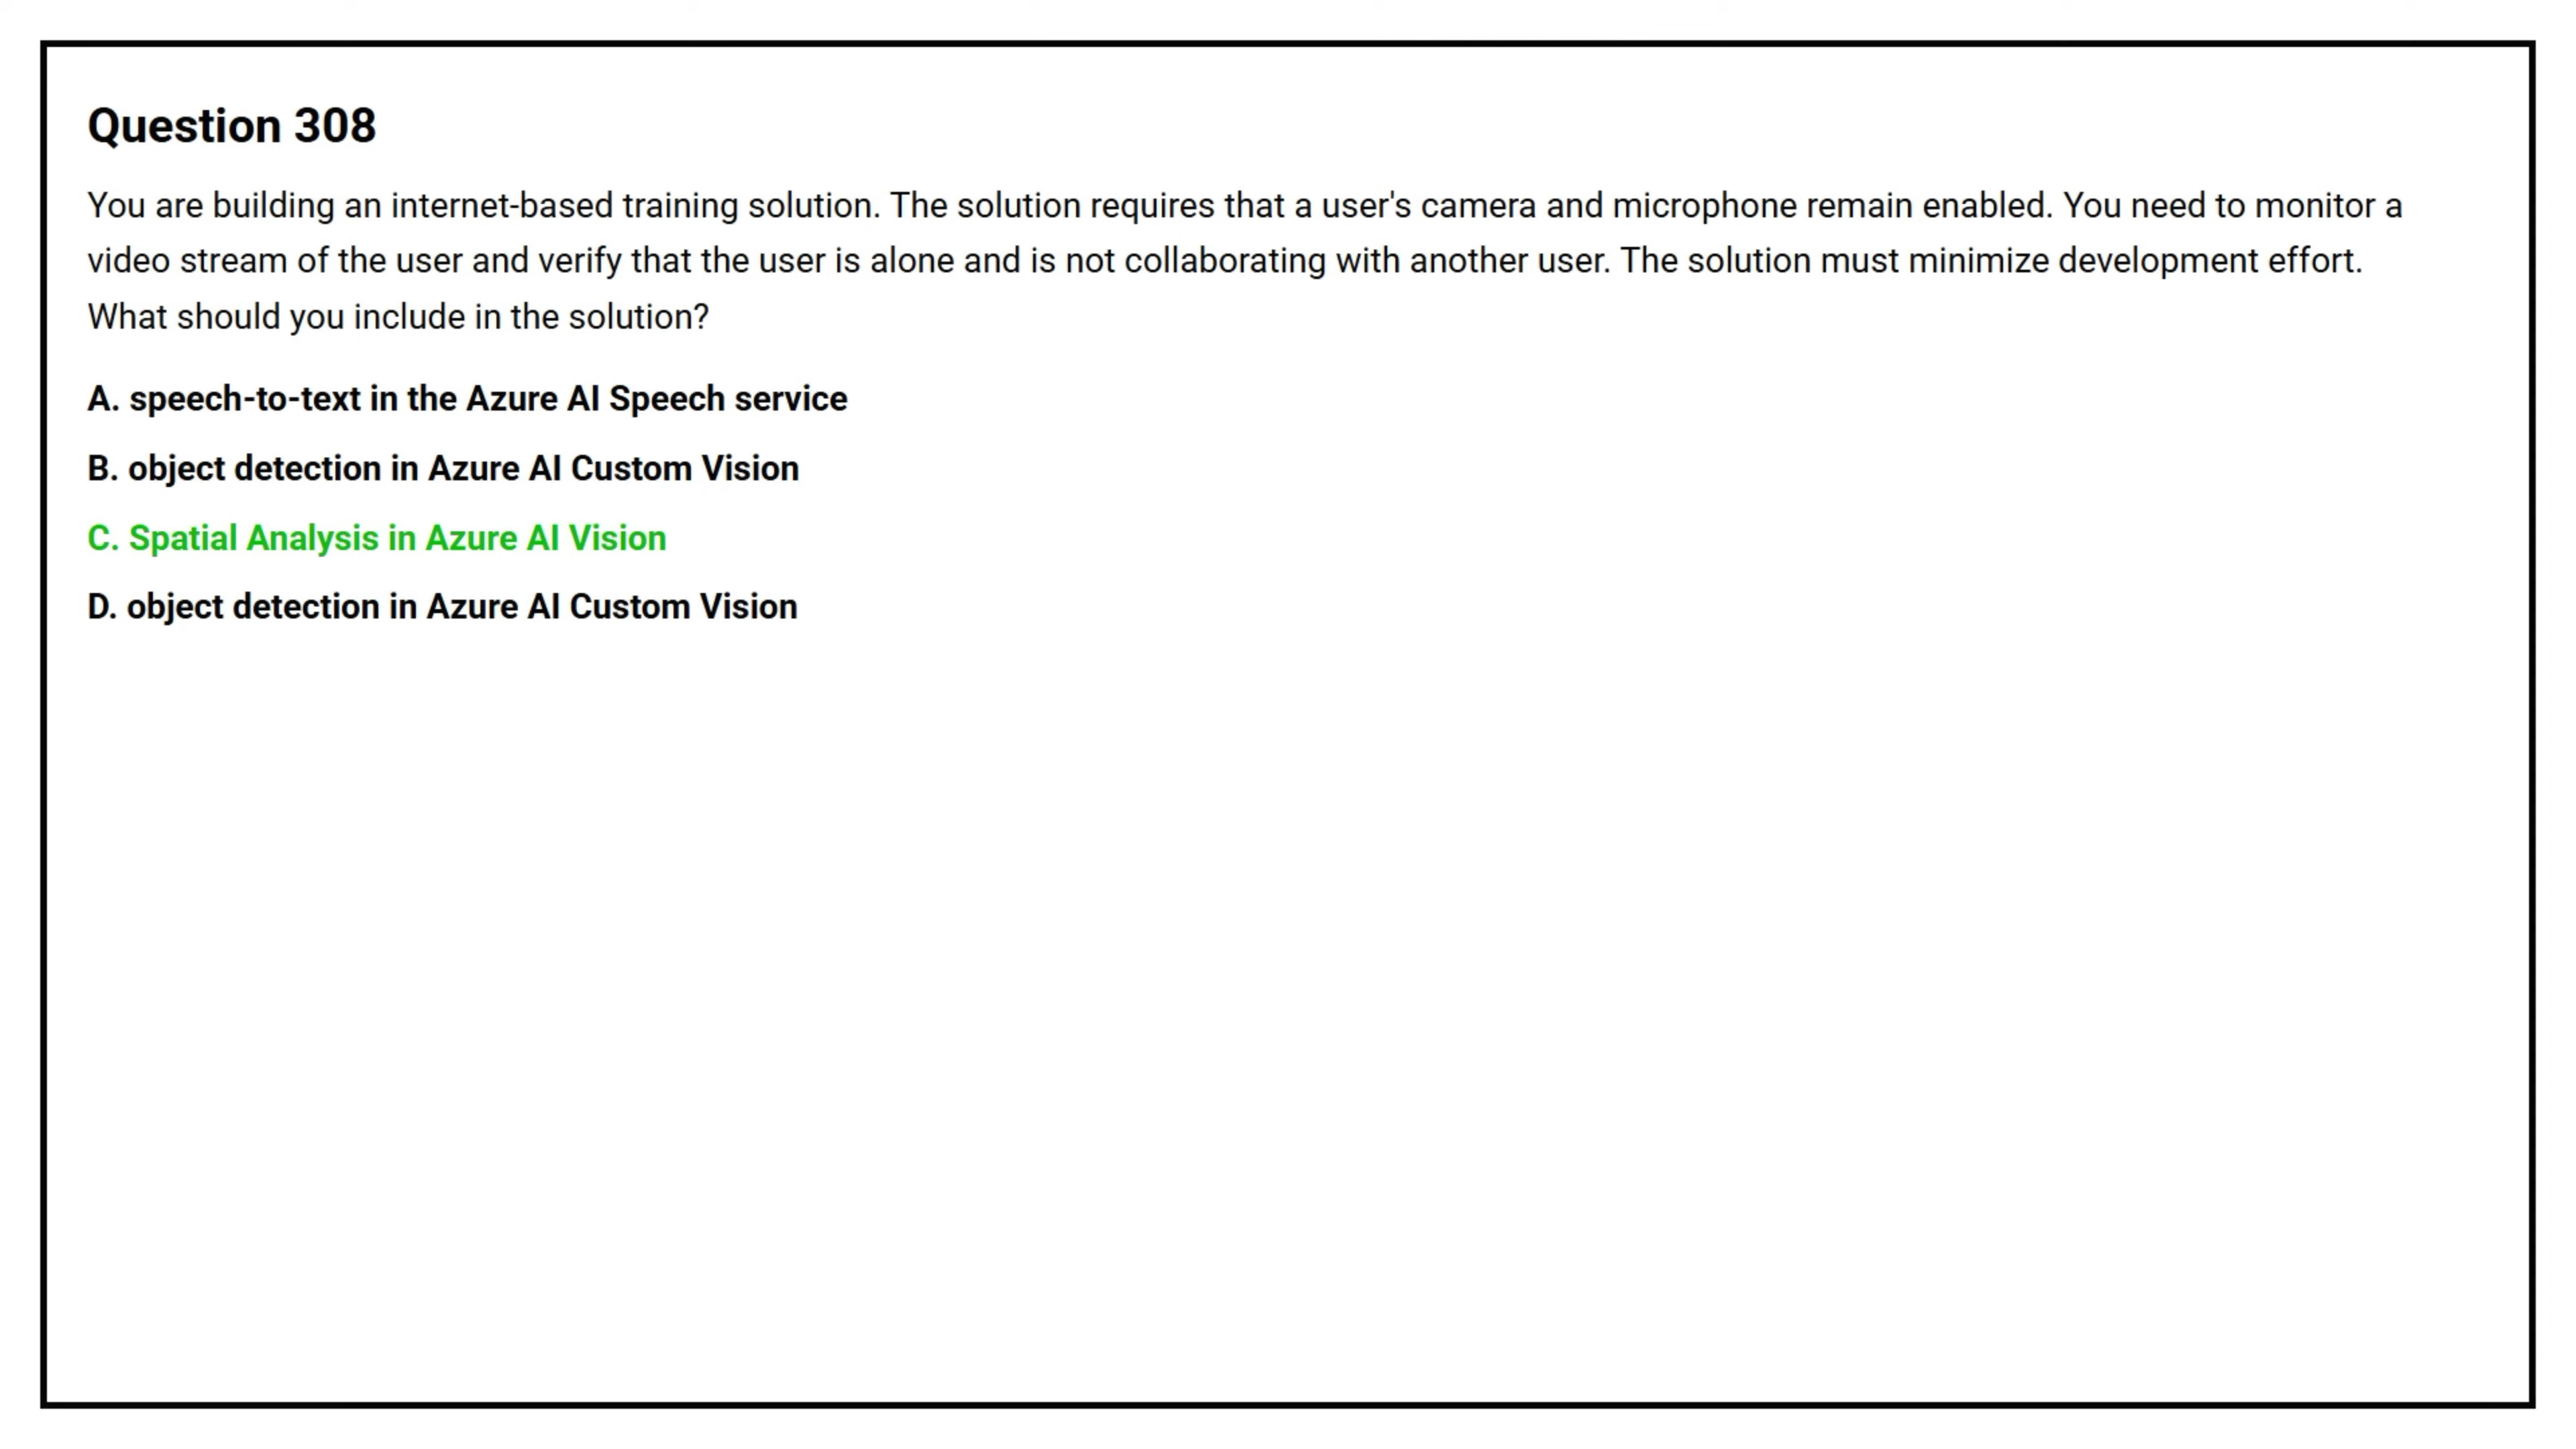 Question 308
You are building an internet-based training solution. The solution requires that a user's camera and microphone remain enabled. You need to monitor a
video stream of the user and verify that the user is alone and is not collaborating with another user. The solution must minimize development effort.
What should you include in the solution?
A. speech-to-text in the Azure AI Speech service
B. object detection in Azure AI Custom Vision
C. Spatial Analysis in Azure AI Vision
D. object detection in Azure AI Custom Vision